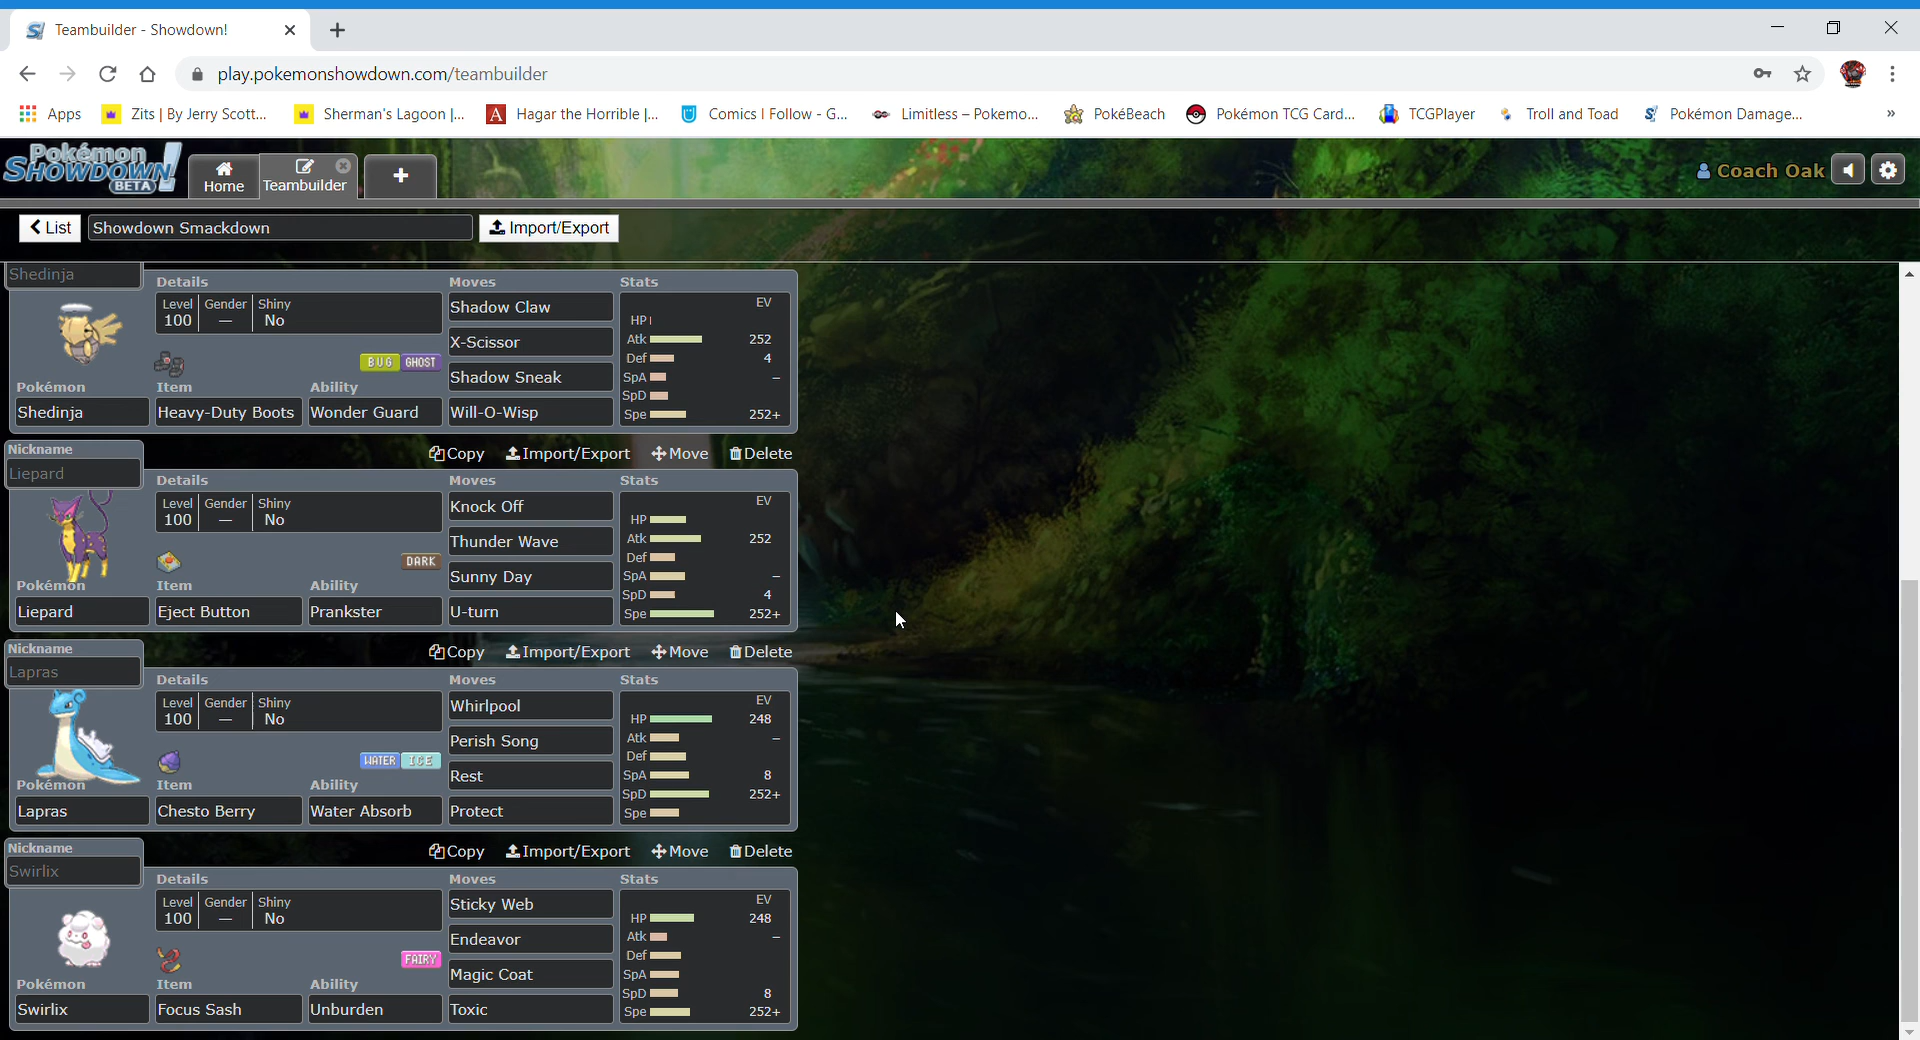 Teambuilder - Showdown!
play.pokemonshowdown.com/teambuilder
Apps Zits | By Jerry Scott... Sherman's Lagoon |... Hagar the Horrible |... Comics I Follow - G... Limitless – Pokemo... PokéBeach Pokémon TCG Card... TCGPlayer Troll and Toad Pokémon Damage... »
Pokémon
SHOWDOWN!
BETA
Home
Teambuilder
Coach Oak
List Showdown Smackdown Import/Export
Shedinja
Details Moves Stats
Level Gender Shiny
100 — No
Shadow Claw
X-Scissor
Shadow Sneak
Will-O-Wisp
EV
HP
Atk 252
Def 4
SpA –
SpD
Spe 252+
BUG GHOST
Pokémon Item Ability
Shedinja Heavy-Duty Boots Wonder Guard
Copy Import/Export Move Delete
Nickname
Liepard
Details Moves Stats
Level Gender Shiny
100 — No
Knock Off
Thunder Wave
Sunny Day
U-turn
EV
HP
Atk 252
Def
SpA –
SpD 4
Spe 252+
DARK
Pokémon Item Ability
Liepard Eject Button Prankster
Copy Import/Export Move Delete
Nickname
Lapras
Details Moves Stats
Level Gender Shiny
100 — No
Whirlpool
Perish Song
Rest
Protect
EV
HP 248
Atk –
Def
SpA 8
SpD 252+
Spe
WATER ICE
Pokémon Item Ability
Lapras Chesto Berry Water Absorb
Copy Import/Export Move Delete
Nickname
Swirlix
Details Moves Stats
Level Gender Shiny
100 — No
Sticky Web
Endeavor
Magic Coat
Toxic
EV
HP 248
Atk –
Def
SpA
SpD 8
Spe 252+
FAIRY
Pokémon Item Ability
Swirlix Focus Sash Unburden